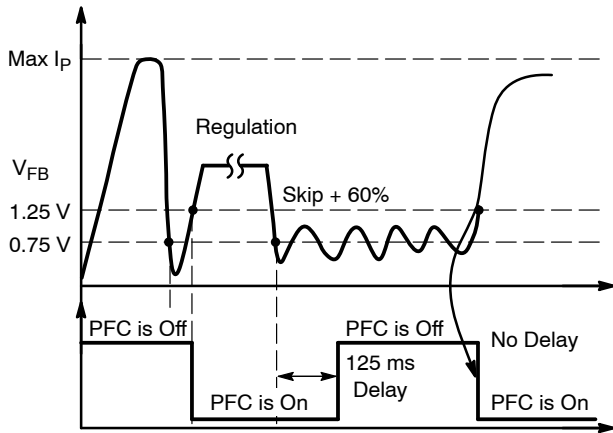 Max IP
Regulation
VFB
Skip + 60%
1.25 V
0.75 V
PFC is Off
PFC is Off
No Delay
125 ms
Delay
PFC is On
PFC is On